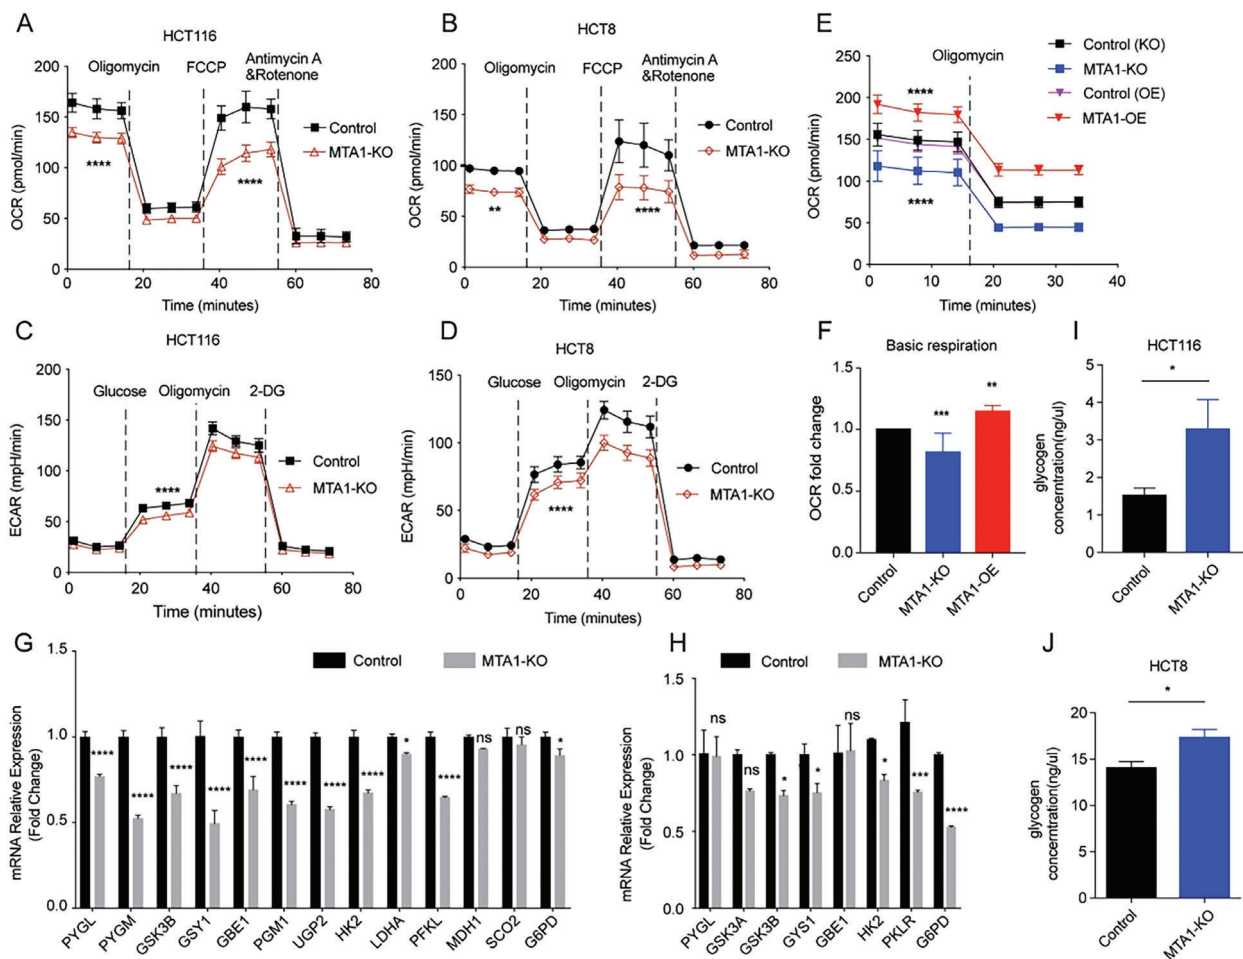 A
HCT116
Oligomycin
FCCP
Antimycin A
&Rotenone
OCR (pmol/min)
200
150
100
50
0
****
****
Control
MTA1-KO
0
20
40
60
80
Time (minutes)
B
HCT8
Oligomycin
FCCP
Antimycin A
&Rotenone
OCR (pmol/min)
200
150
100
50
0
**
****
Control
MTA1-KO
0
20
40
60
80
Time (minutes)
E
Oligomycin
Control (KO)
MTA1-KO
Control (OE)
MTA1-OE
OCR (pmol/min)
250
200
150
100
50
0
****
****
0
10
20
30
40
Time (minutes)
C
HCT116
Glucose
Oligomycin
2-DG
ECAR (mpH/min)
200
150
100
50
0
****
Control
MTA1-KO
0
20
40
60
80
Time (minutes)
D
HCT8
Glucose
Oligomycin
2-DG
ECAR (mpH/min)
150
100
50
0
****
Control
MTA1-KO
0
20
40
60
80
Time (minutes)
F
Basic respiration
OCR fold change
1.5
1.0
0.5
0.0
***
**
Control
MTA1-KO
MTA1-OE
I
HCT116
glycogen
concentration(ng/ul)
5
4
3
2
1
0
*
Control
MTA1-KO
G
Control
MTA1-KO
mRNA Relative Expression
(Fold Change)
1.5
1.0
0.5
0.0
****
****
****
****
****
****
****
****
*
****
ns
ns
*
PYGL
PYGM
GSK3B
GSY1
GBE1
PGM1
UGP2
HK2
LDHA
PFKL
MDH1
SCO2
G6PD
H
Control
MTA1-KO
mRNA Relative Expression
(Fold Change)
1.5
1.0
0.5
0.0
ns
ns
*
*
ns
*
***
****
PYGL
GSK3A
GSK3B
GYS1
GBE1
HK2
PKLR
G6PD
J
HCT8
glycogen
concentration(ng/ul)
20
15
10
5
0
*
Control
MTA1-KO